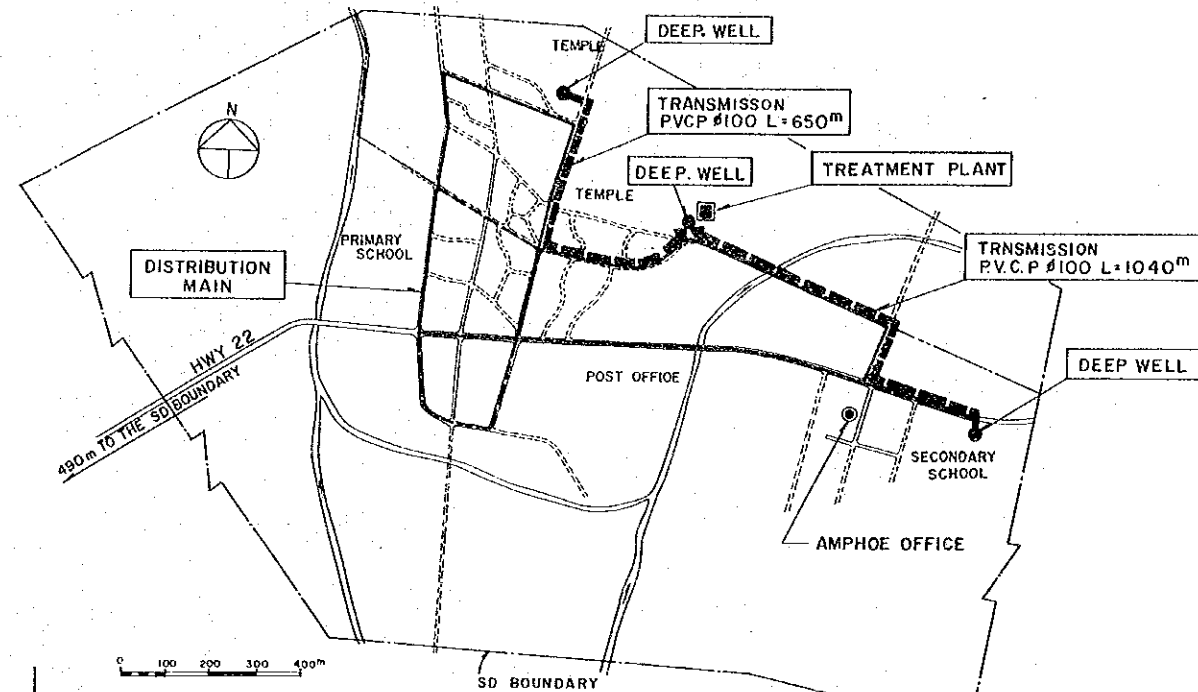 DEEP. WELL
TEMPLE
TRANSMISSON
PVCP ø100 L=650m
N
DEEP. WELL
TREATMENT PLANT
TEMPLE
PRIMARY
SCHOOL
TRNSMISSION
P.V.C.P ø100 L=1040m
DISTRIBUTION
MAIN
HWY 22
490m TO THE SD BOUNDARY
POST OFFICE
DEEP WELL
SECONDARY
SCHOOL
AMPHOE OFFICE
0 100 200 300 400m
SD BOUNDARY